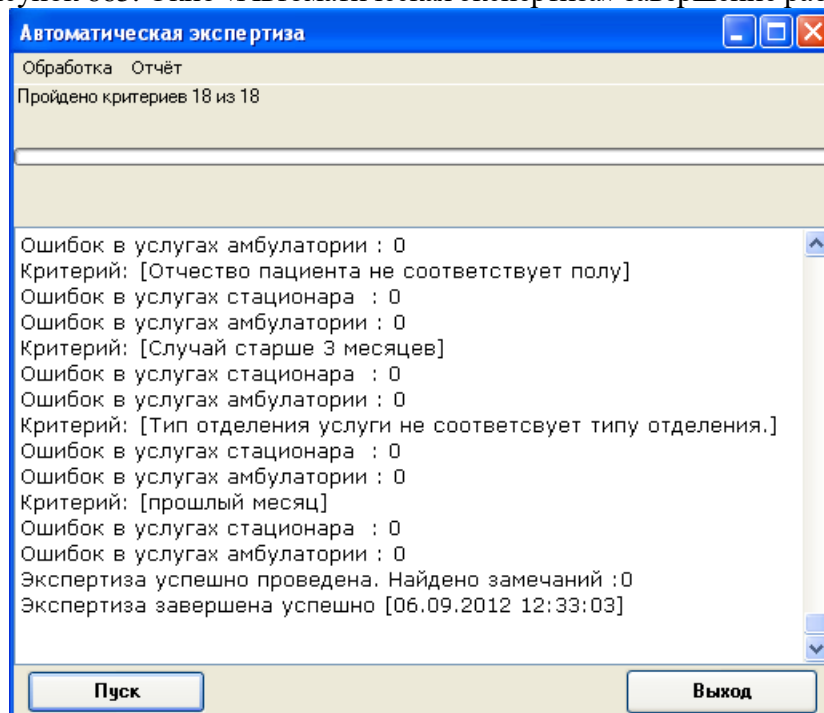 Автоматическая экспертиза
Обработка Отчёт
Пройдено критериев 18 из 18
Ошибок в услугах амбулатории : 0
Критерий: [Отчество пациента не соответствует полу]
Ошибок в услугах стационара : 0
Ошибок в услугах амбулатории : 0
Критерий: [Случай старше 3 месяцев]
Ошибок в услугах стационара : 0
Ошибок в услугах амбулатории : 0
Критерий: [Тип отделения услуги не соответсвует типу отделения.]
Ошибок в услугах стационара : 0
Ошибок в услугах амбулатории : 0
Критерий: [прошлый месяц]
Ошибок в услугах стационара : 0
Ошибок в услугах амбулатории : 0
Экспертиза успешно проведена. Найдено замечаний :0
Экспертиза завершена успешно [06.09.2012 12:33:03]
Пуск Выход